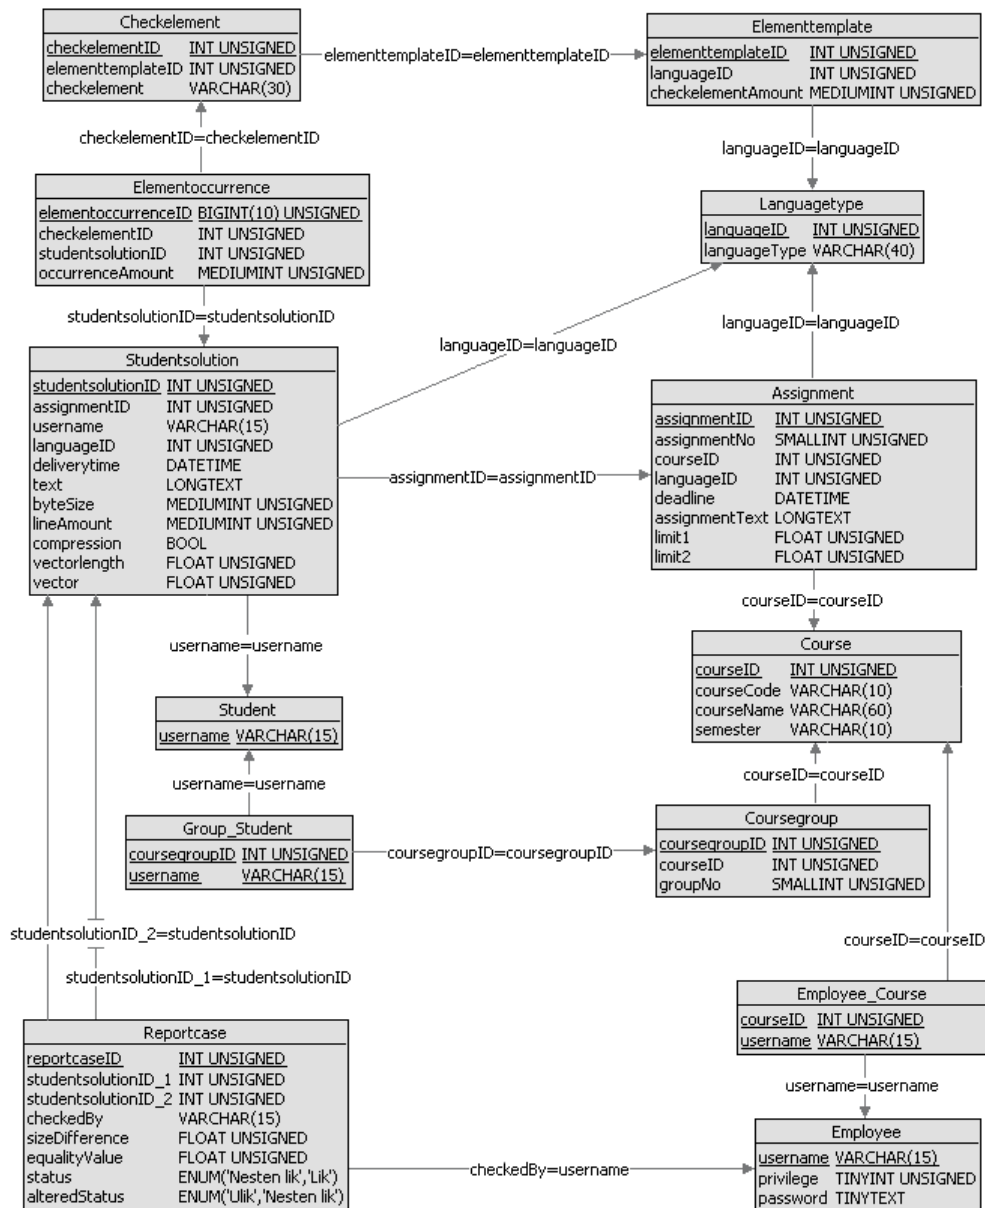 Checkelement
checkelementID INT UNSIGNED
elementtemplateID INT UNSIGNED
checkelement VARCHAR(30)
elementtemplateID=elementtemplateID
Elementtemplate
elementtemplateID INT UNSIGNED
languageID INT UNSIGNED
checkelementAmount MEDIUMINT UNSIGNED
checkelementID=checkelementID
languageID=languageID
Elementoccurrence
elementoccurrenceID BIGINT(10) UNSIGNED
checkelementID INT UNSIGNED
studentsolutionID INT UNSIGNED
occurrenceAmount MEDIUMINT UNSIGNED
Languagetype
languageID INT UNSIGNED
languageType VARCHAR(40)
studentsolutionID=studentsolutionID
languageID=languageID
languageID=languageID
Studentsolution
studentsolutionID INT UNSIGNED
assignmentID INT UNSIGNED
username VARCHAR(15)
languageID INT UNSIGNED
deliverytime DATETIME
text LONGTEXT
byteSize MEDIUMINT UNSIGNED
lineAmount MEDIUMINT UNSIGNED
compression BOOL
vectorlength FLOAT UNSIGNED
vector FLOAT UNSIGNED
assignmentID=assignmentID
Assignment
assignmentID INT UNSIGNED
assignmentNo SMALLINT UNSIGNED
courseID INT UNSIGNED
languageID INT UNSIGNED
deadline DATETIME
assignmentText LONGTEXT
limit1 FLOAT UNSIGNED
limit2 FLOAT UNSIGNED
courseID=courseID
username=username
Course
courseID INT UNSIGNED
courseCode VARCHAR(10)
courseName VARCHAR(60)
semester VARCHAR(10)
Student
username VARCHAR(15)
username=username
courseID=courseID
Group_Student
coursegroupID INT UNSIGNED
username VARCHAR(15)
coursegroupID=coursegroupID
Coursegroup
coursegroupID INT UNSIGNED
courseID INT UNSIGNED
groupNo SMALLINT UNSIGNED
studentsolutionID_2=studentsolutionID
courseID=courseID
studentsolutionID_1=studentsolutionID
Employee_Course
courseID INT UNSIGNED
username VARCHAR(15)
Reportcase
reportcaseID INT UNSIGNED
studentsolutionID_1 INT UNSIGNED
studentsolutionID_2 INT UNSIGNED
checkedBy VARCHAR(15)
sizeDifference FLOAT UNSIGNED
equalityValue FLOAT UNSIGNED
status ENUM('Nesten lik','Lik')
alteredStatus ENUM('Ulik','Nesten lik')
username=username
checkedBy=username
Employee
username VARCHAR(15)
privilege TINYINT UNSIGNED
password TINYTEXT